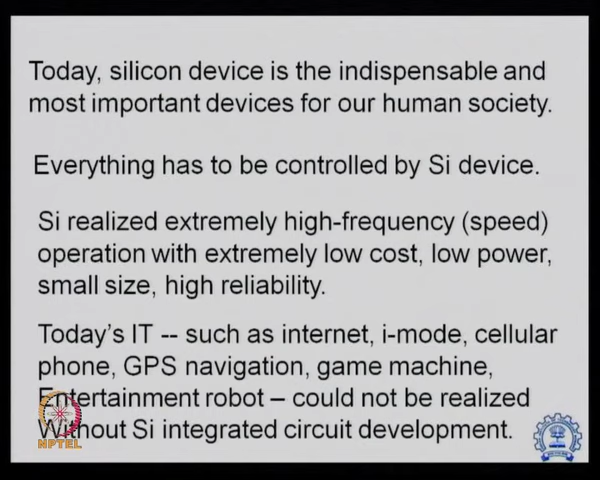 Today, silicon device is the indispensable and
most important devices for our human society.
Everything has to be controlled by Si device.
Si realized extremely high-frequency (speed)
operation with extremely low cost, low power,
small size, high reliability.
Today's IT -- such as internet, i-mode, cellular
phone, GPS navigation, game machine,
Entertainment robot – could not be realized
Without Si integrated circuit development.
NPTEL